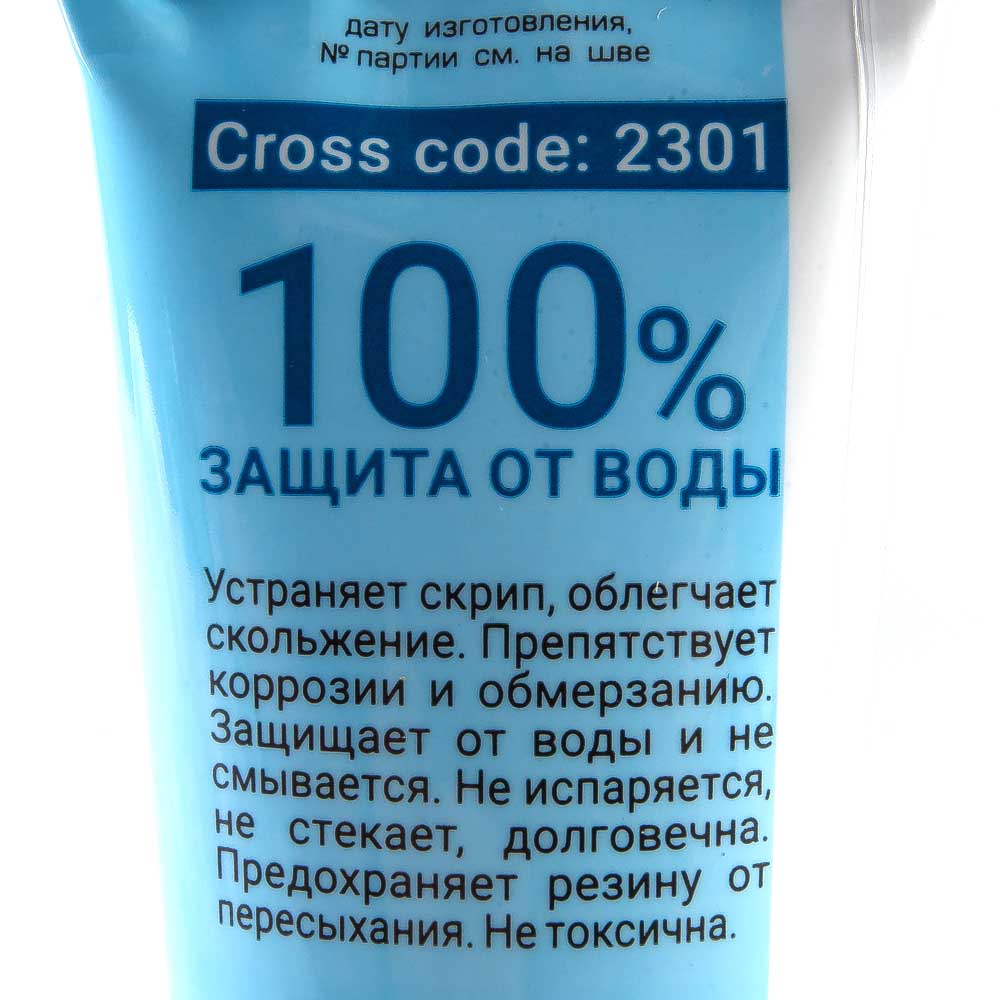 дату изготовления,
№ партии см. на шве
Cross code: 2301
100%
ЗАЩИТА ОТ ВОДЫ
Устраняет скрип, облегчает
скольжение. Препятствует
коррозии и обмерзанию.
Защищает от воды и не
смывается. Не испаряется,
не стекает, долговечна.
Предохраняет резину от
пересыхания. Не токсична.